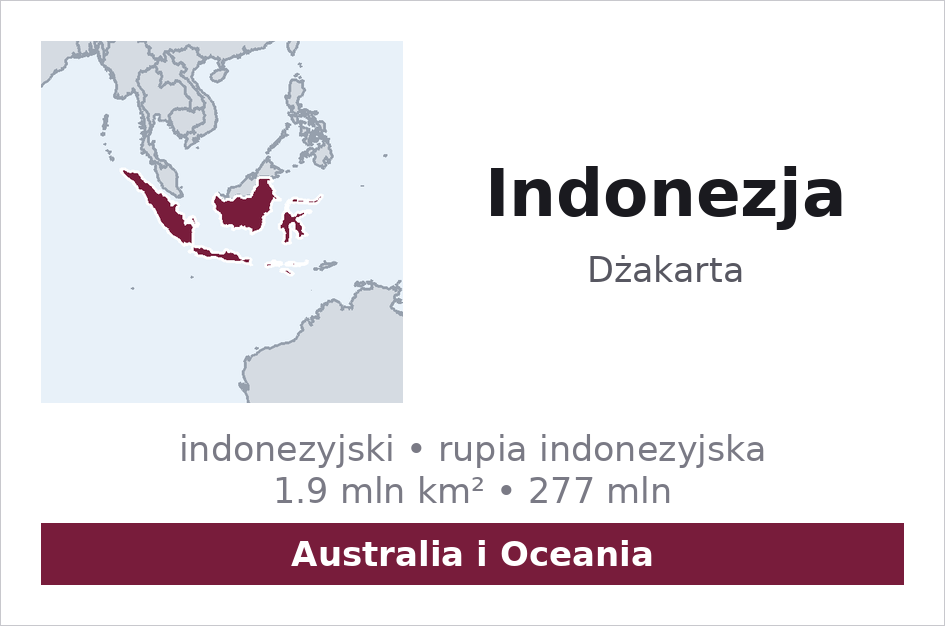 Indonezja
Dżakarta
indonezyjski • rupia indonezyjska
1.9 mln km² • 277 mln
Australia i Oceania